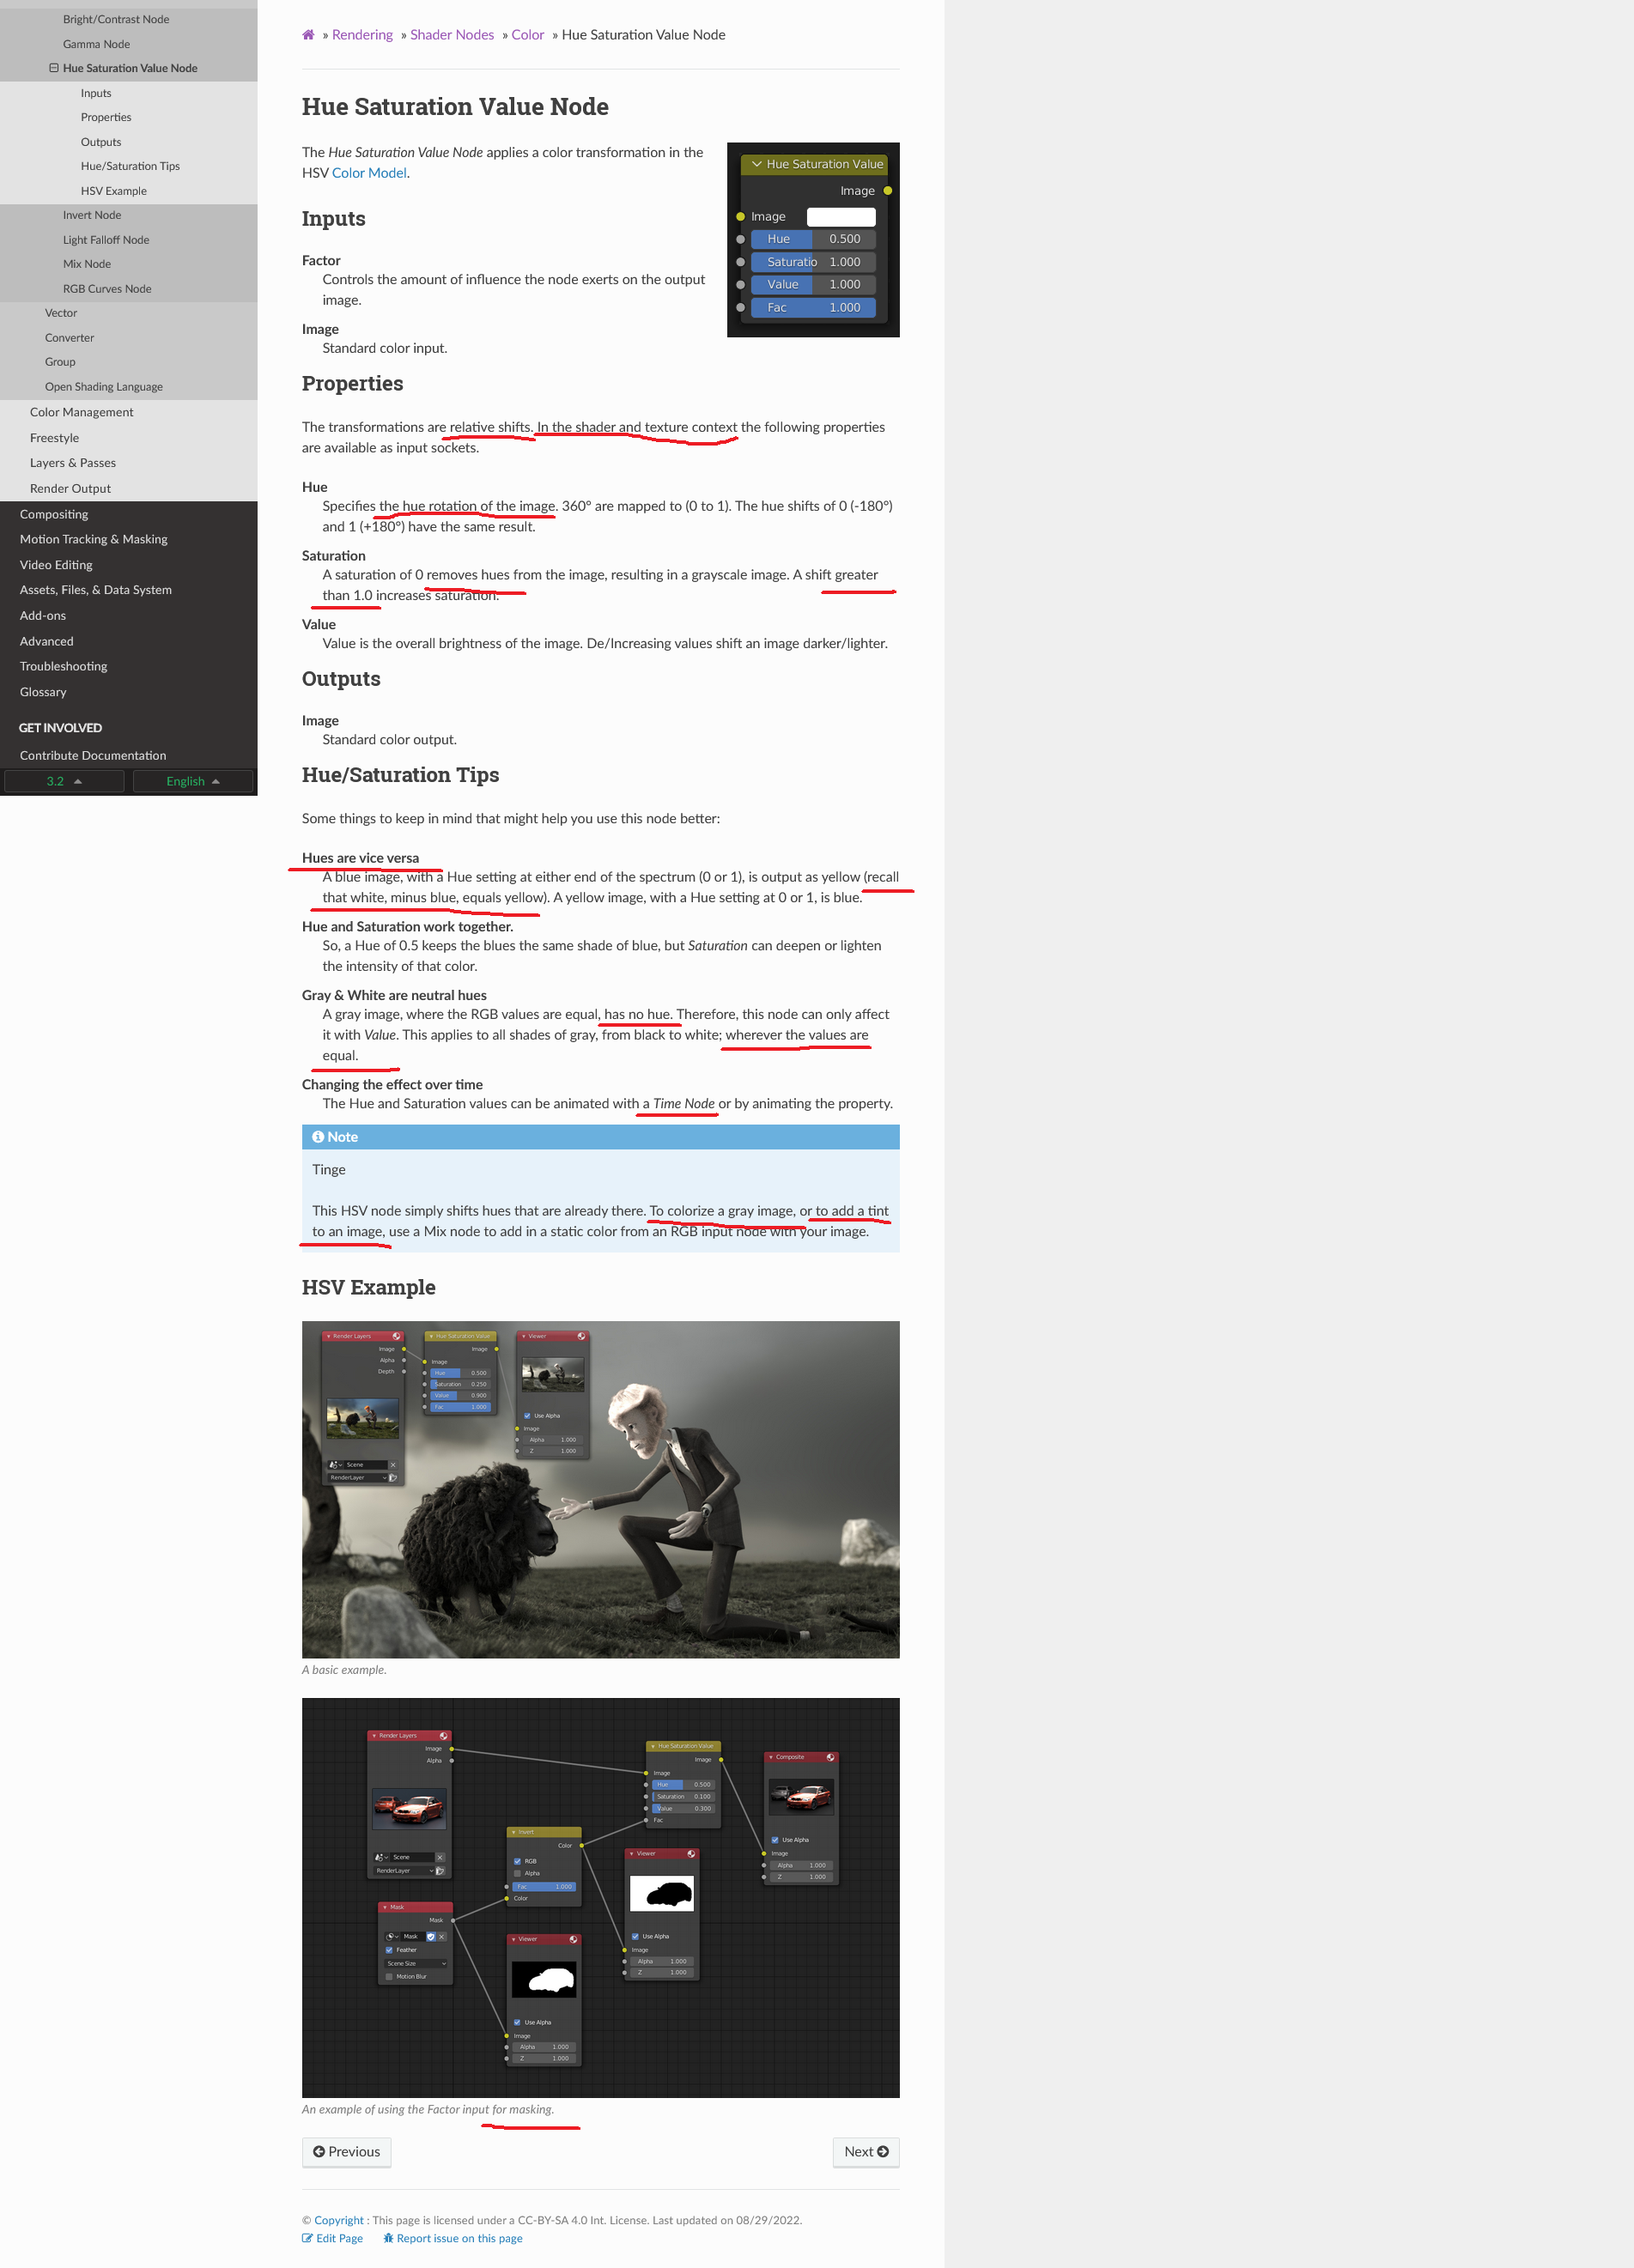 Bright/Contrast Node
Gamma Node
Hue Saturation Value Node
Inputs
Properties
Outputs
Hue/Saturation Tips
HSV Example
Invert Node
Light Falloff Node
Mix Node
RGB Curves Node
Vector
Converter
Group
Open Shading Language
Color Management
Freestyle
Layers & Passes
Render Output
Compositing
Motion Tracking & Masking
Video Editing
Assets, Files, & Data System
Add-ons
Advanced
Troubleshooting
Glossary
GET INVOLVED
Contribute Documentation
3.2 English
» Rendering » Shader Nodes » Color » Hue Saturation Value Node
Hue Saturation Value Node
The Hue Saturation Value Node applies a color transformation in the
HSV Color Model.
Hue Saturation Value
Image
Image
Hue 0.500
Saturatio 1.000
Value 1.000
Fac 1.000
Inputs
Factor
Controls the amount of influence the node exerts on the output
image.
Image
Standard color input.
Properties
The transformations are relative shifts. In the shader and texture context the following properties
are available as input sockets.
Hue
Specifies the hue rotation of the image. 360° are mapped to (0 to 1). The hue shifts of 0 (-180°)
and 1 (+180°) have the same result.
Saturation
A saturation of 0 removes hues from the image, resulting in a grayscale image. A shift greater
than 1.0 increases saturation.
Value
Value is the overall brightness of the image. De/Increasing values shift an image darker/lighter.
Outputs
Image
Standard color output.
Hue/Saturation Tips
Some things to keep in mind that might help you use this node better:
Hues are vice versa
A blue image, with a Hue setting at either end of the spectrum (0 or 1), is output as yellow (recall
that white, minus blue, equals yellow). A yellow image, with a Hue setting at 0 or 1, is blue.
Hue and Saturation work together.
So, a Hue of 0.5 keeps the blues the same shade of blue, but Saturation can deepen or lighten
the intensity of that color.
Gray & White are neutral hues
A gray image, where the RGB values are equal, has no hue. Therefore, this node can only affect
it with Value. This applies to all shades of gray, from black to white; wherever the values are
equal.
Changing the effect over time
The Hue and Saturation values can be animated with a Time Node or by animating the property.
Note
Tinge
This HSV node simply shifts hues that are already there. To colorize a gray image, or to add a tint
to an image, use a Mix node to add in a static color from an RGB input node with your image.
HSV Example
Render Layers
Image
Alpha
Depth
Scene
RenderLayer
Hue Saturation Value
Image
Image
Hue 0.500
Saturation 0.250
Value 0.900
Fac 1.000
Viewer
Use Alpha
Image
Alpha 1.000
Z 1.000
A basic example.
Render Layers
Image
Alpha
Scene
RenderLayer
Mask
Mask
Mask
Feather
Scene Size
Motion Blur
Invert
Color
RGB
Alpha
Fac 1.000
Color
Viewer
Use Alpha
Image
Alpha 1.000
Z 1.000
Hue Saturation Value
Image
Image
Hue 0.500
Saturation 0.100
Value 0.300
Fac
Viewer
Use Alpha
Image
Alpha 1.000
Z 1.000
Composite
Use Alpha
Image
Alpha 1.000
Z 1.000
An example of using the Factor input for masking.
Previous Next
© Copyright : This page is licensed under a CC-BY-SA 4.0 Int. License. Last updated on 08/29/2022.
Edit Page Report issue on this page